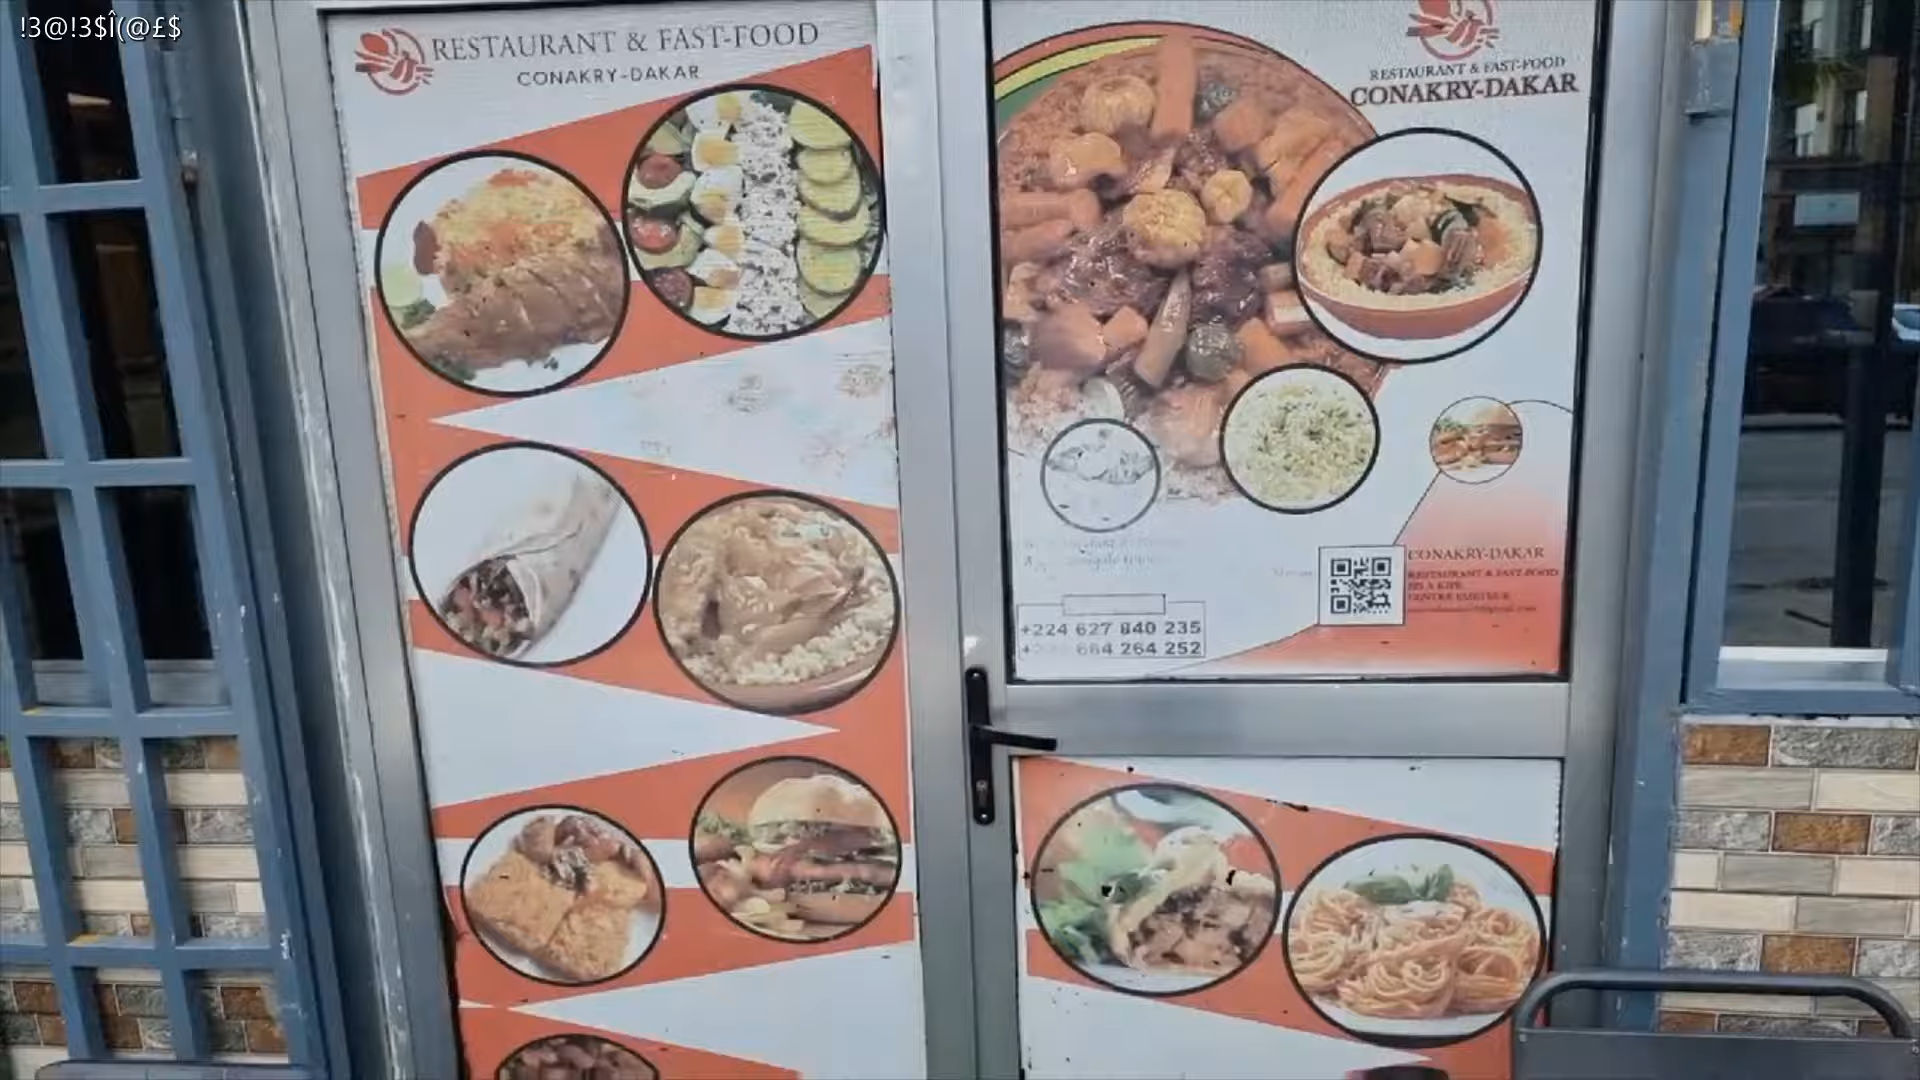 !3@!3$Î(@£$
RESTAURANT & FAST-FOOD
CONAKRY-DAKAR
RESTAURANT & FAST-FOOD
CONAKRY-DAKAR
CONAKRY-DAKAR
RESTAURANT & FAST-FOOD
+224 627 840 235
664 264 252